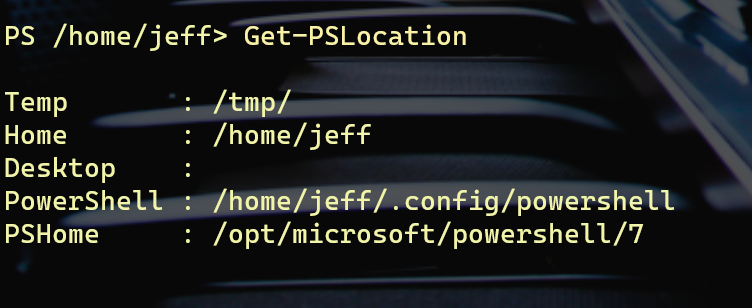 PS /home/jeff> Get-PSLocation
Temp       : /tmp/
Home       : /home/jeff
Desktop    :
PowerShell : /home/jeff/.config/powershell
PSHome     : /opt/microsoft/powershell/7